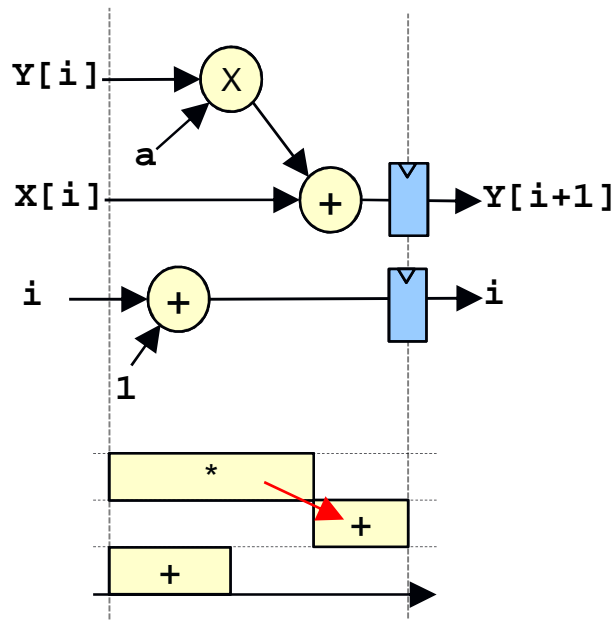 Y[i] X
a
X[i] + Y[i+1]
i + i
1
*
+
+